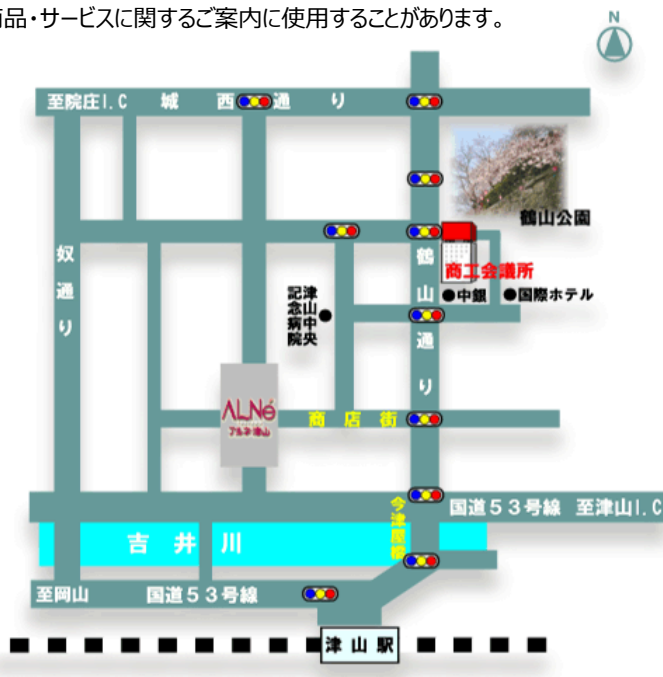 商品・サービスに関するご案内に使用することがあります。
N
至院庄I.C 城西通り
鶴山公園
奴通り
鶴山通り
商工会議所
●中銀 ●国際ホテル
津山中央
記念病院
ALNé
アルネ津山
商店街
今津屋橋
国道53号線 至津山I.C
吉井川
至岡山 国道53号線
津山駅